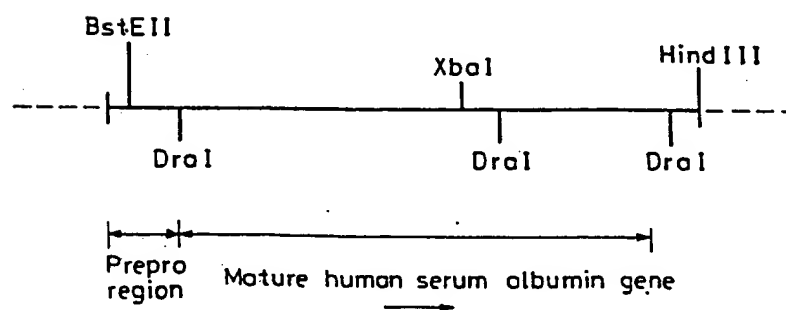 BstEII
XbaI
HindIII
DraI
DraI
DraI
Prepro
region
Mature human serum albumin gene